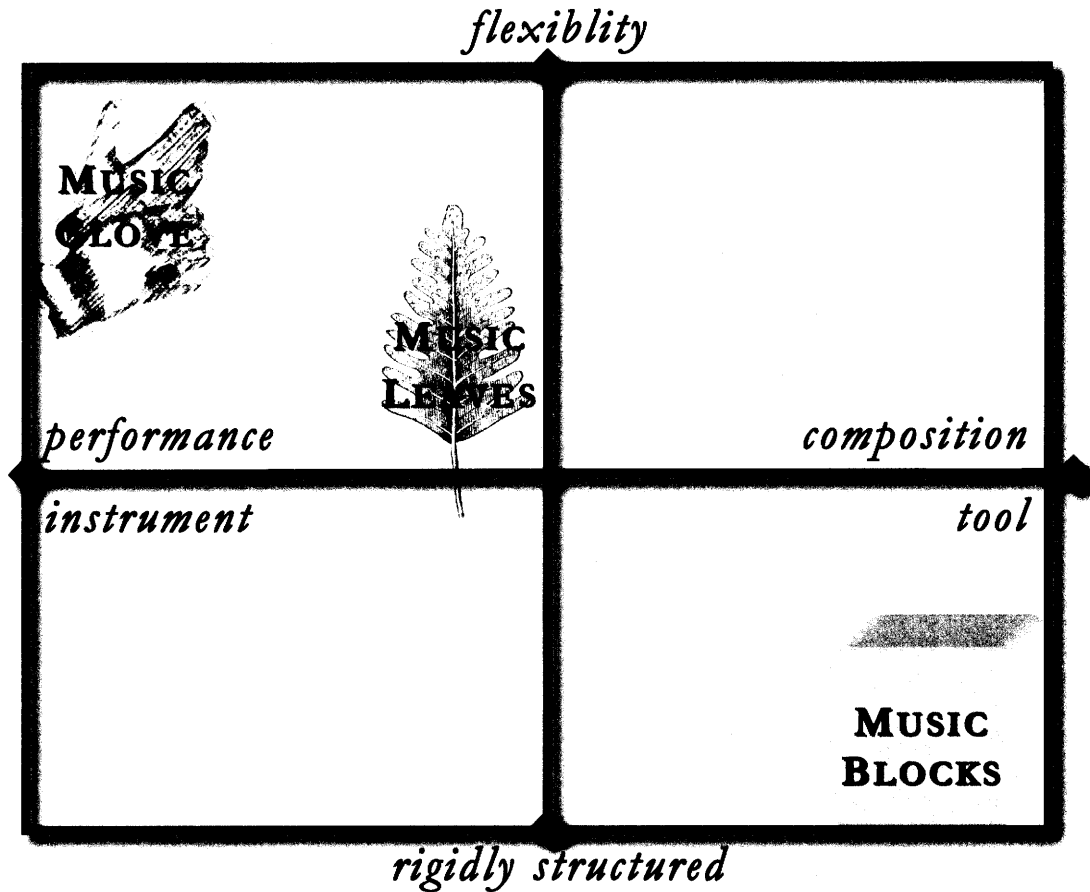 flexiblity
MUSIC
GLOVE
MUSIC
LEAVES
performance
composition
instrument
tool
MUSIC
BLOCKS
rigidly structured